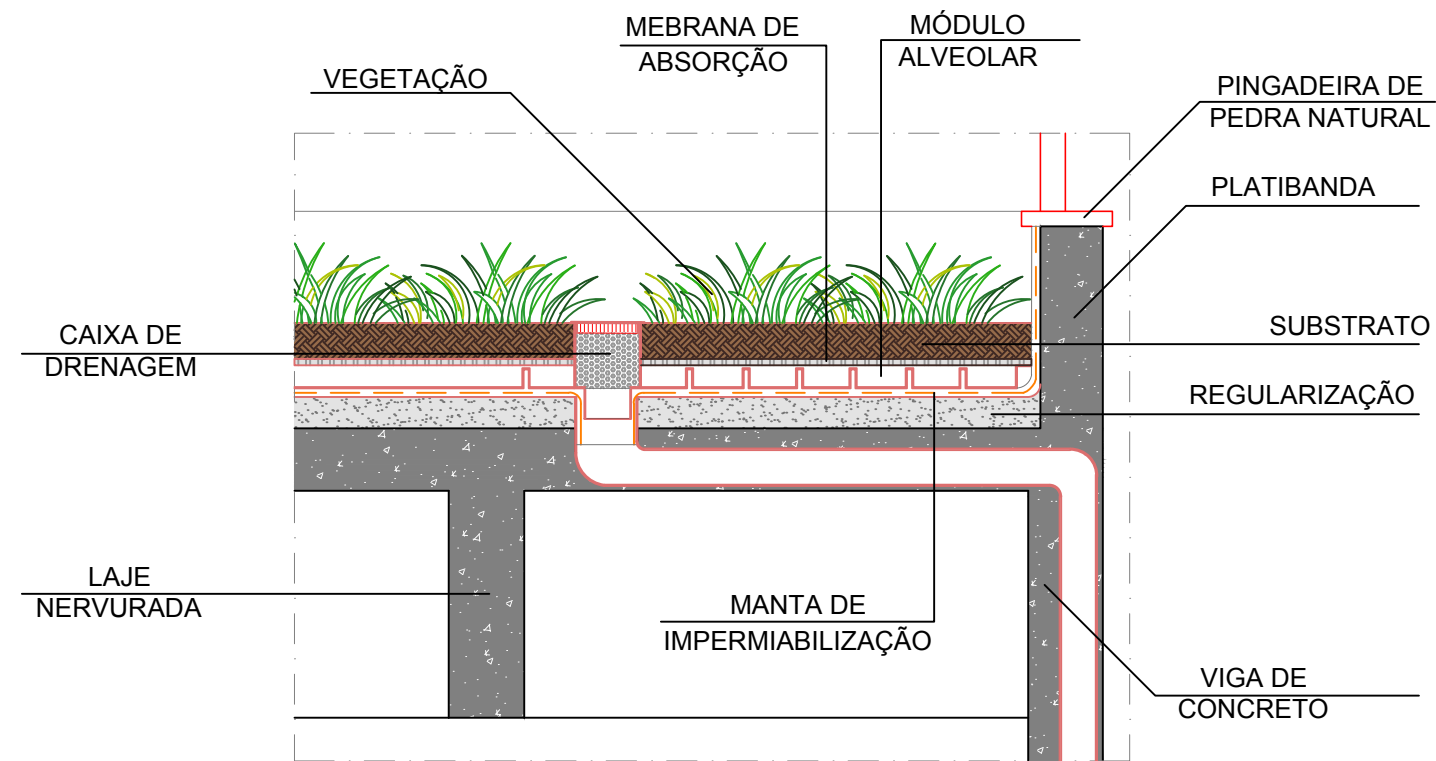 MEBRANA DE
ABSORÇÃO
MÓDULO
ALVEOLAR
VEGETAÇÃO
PINGADEIRA DE
PEDRA NATURAL
PLATIBANDA
CAIXA DE
DRENAGEM
SUBSTRATO
REGULARIZAÇÃO
LAJE
NERVURADA
MANTA DE
IMPERMIABILIZAÇÃO
VIGA DE
CONCRETO